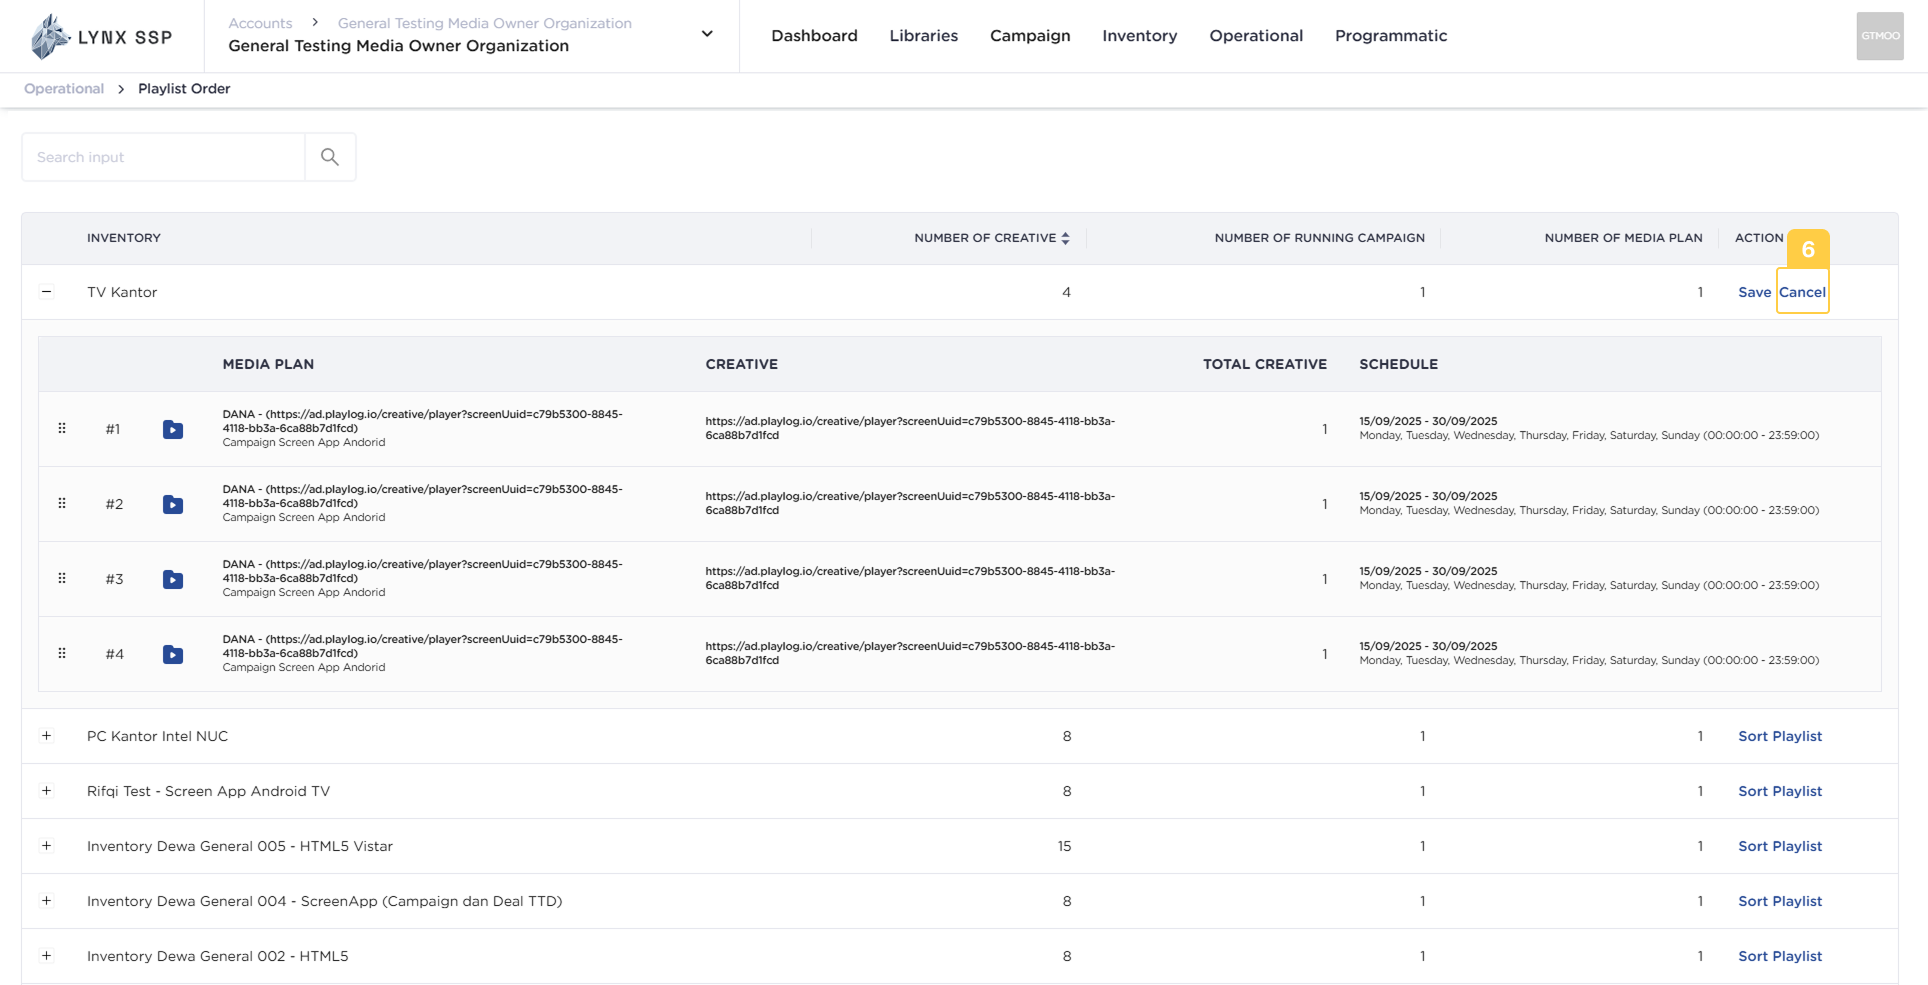 LYNX SSP
Accounts > General Testing Media Owner Organization
General Testing Media Owner Organization
Dashboard Libraries Campaign Inventory Operational Programmatic
GTMOO
Operational > Playlist Order
Search input
INVENTORY NUMBER OF CREATIVE NUMBER OF RUNNING CAMPAIGN NUMBER OF MEDIA PLAN ACTION
6
TV Kantor 4 1 1 Save Cancel
MEDIA PLAN CREATIVE TOTAL CREATIVE SCHEDULE
#1
DANA - (https://ad.playlog.io/creative/player?screenUuid=c79b5300-8845-
4118-bb3a-6ca88b7d1fcd)
Campaign Screen App Andorid
https://ad.playlog.io/creative/player?screenUuid=c79b5300-8845-4118-bb3a-
6ca88b7d1fcd
1
15/09/2025 - 30/09/2025
Monday, Tuesday, Wednesday, Thursday, Friday, Saturday, Sunday (00:00:00 - 23:59:00)
#2
DANA - (https://ad.playlog.io/creative/player?screenUuid=c79b5300-8845-
4118-bb3a-6ca88b7d1fcd)
Campaign Screen App Andorid
https://ad.playlog.io/creative/player?screenUuid=c79b5300-8845-4118-bb3a-
6ca88b7d1fcd
1
15/09/2025 - 30/09/2025
Monday, Tuesday, Wednesday, Thursday, Friday, Saturday, Sunday (00:00:00 - 23:59:00)
#3
DANA - (https://ad.playlog.io/creative/player?screenUuid=c79b5300-8845-
4118-bb3a-6ca88b7d1fcd)
Campaign Screen App Andorid
https://ad.playlog.io/creative/player?screenUuid=c79b5300-8845-4118-bb3a-
6ca88b7d1fcd
1
15/09/2025 - 30/09/2025
Monday, Tuesday, Wednesday, Thursday, Friday, Saturday, Sunday (00:00:00 - 23:59:00)
#4
DANA - (https://ad.playlog.io/creative/player?screenUuid=c79b5300-8845-
4118-bb3a-6ca88b7d1fcd)
Campaign Screen App Andorid
https://ad.playlog.io/creative/player?screenUuid=c79b5300-8845-4118-bb3a-
6ca88b7d1fcd
1
15/09/2025 - 30/09/2025
Monday, Tuesday, Wednesday, Thursday, Friday, Saturday, Sunday (00:00:00 - 23:59:00)
PC Kantor Intel NUC 8 1 1 Sort Playlist
Rifqi Test - Screen App Android TV 8 1 1 Sort Playlist
Inventory Dewa General 005 - HTML5 Vistar 15 1 1 Sort Playlist
Inventory Dewa General 004 - ScreenApp (Campaign dan Deal TTD) 8 1 1 Sort Playlist
Inventory Dewa General 002 - HTML5 8 1 1 Sort Playlist